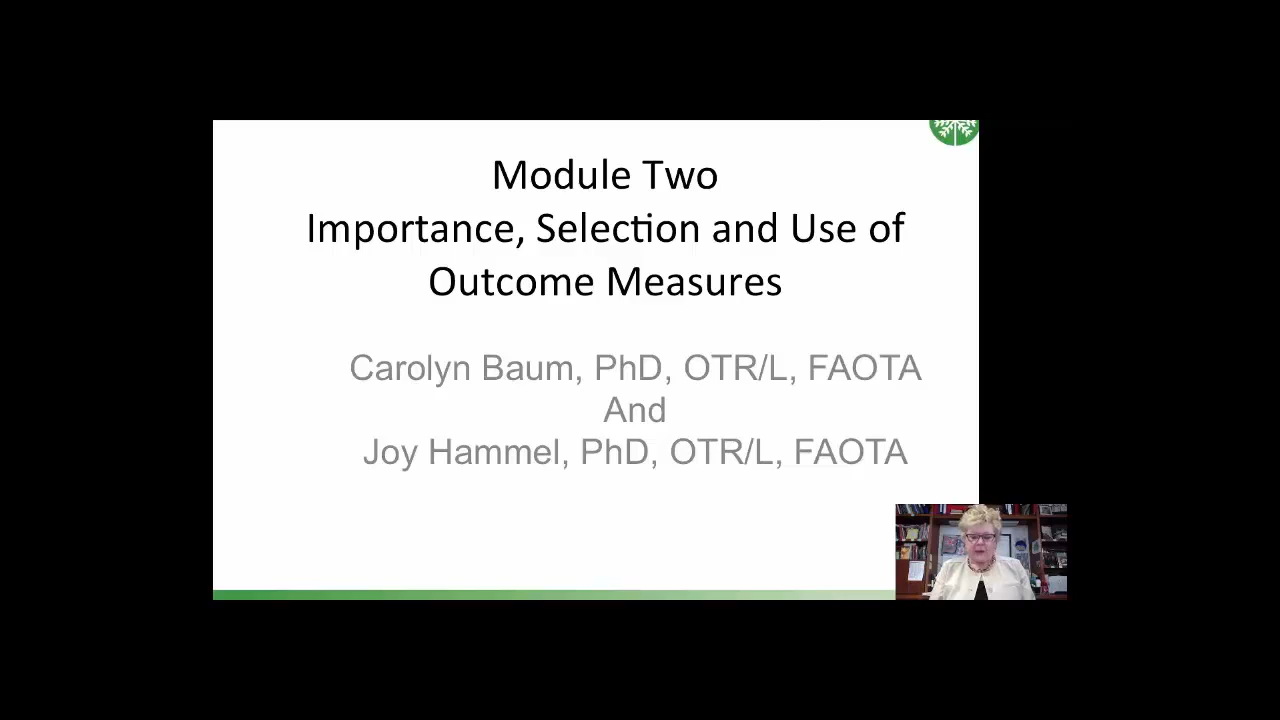 Module Two
Importance, Selection and Use of
Outcome Measures
Carolyn Baum, PhD, OTR/L, FAOTA
And
Joy Hammel, PhD, OTR/L, FAOTA